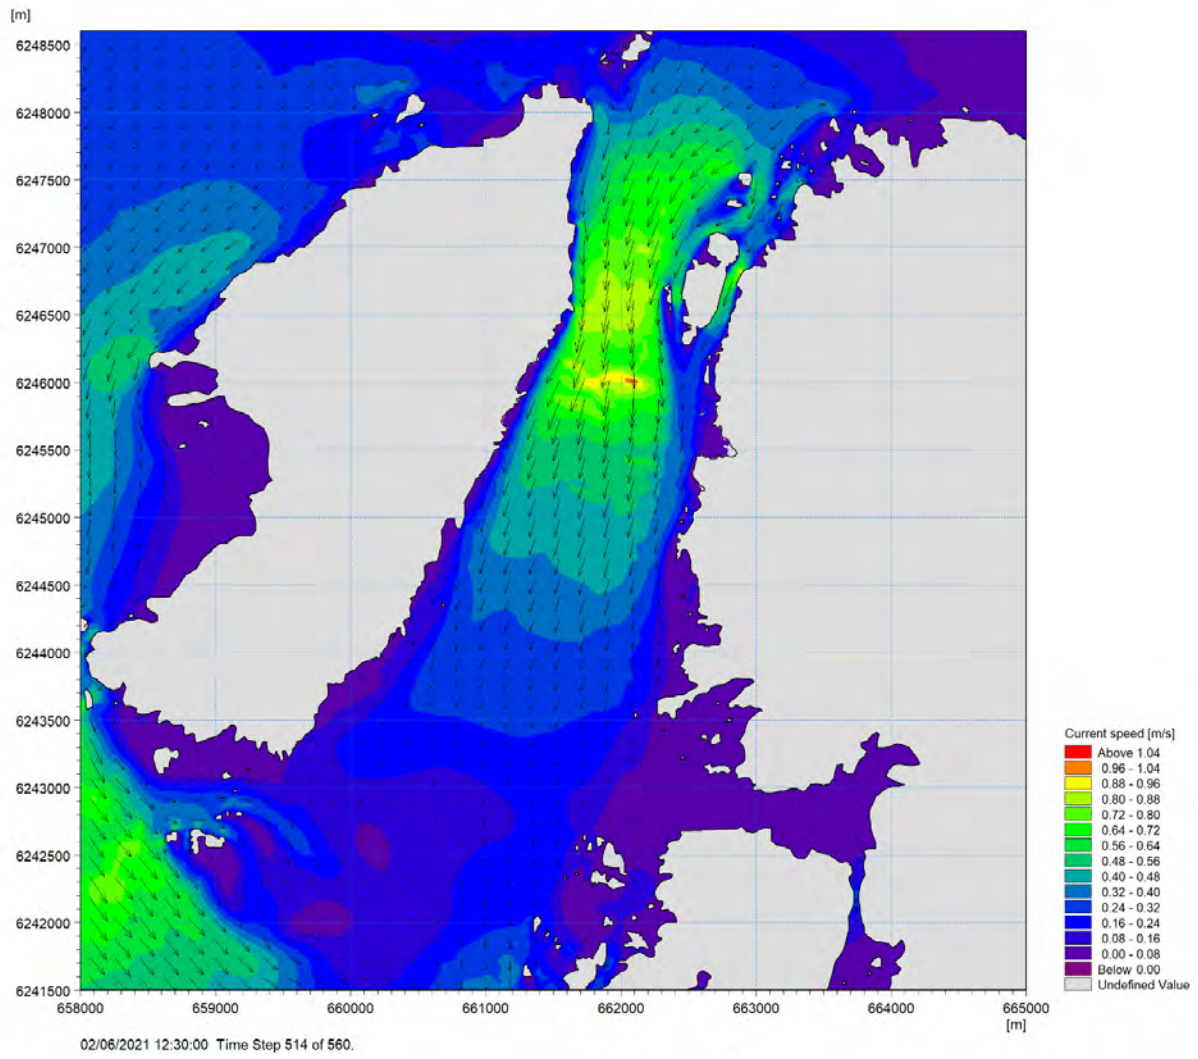 [m]
6248500
6248000
6247500
6247000
6246500
6246000
6245500
6245000
6244500
6244000
6243500
6243000
6242500
6242000
6241500
658000 659000 660000 661000 662000 663000 664000 665000
[m]
Current speed [m/s]
Above 1.04
0.96 - 1.04
0.88 - 0.96
0.80 - 0.88
0.72 - 0.80
0.64 - 0.72
0.56 - 0.64
0.48 - 0.56
0.40 - 0.48
0.32 - 0.40
0.24 - 0.32
0.16 - 0.24
0.08 - 0.16
0.00 - 0.08
Below 0.00
Undefined Value
02/06/2021 12:30:00 Time Step 514 of 560.